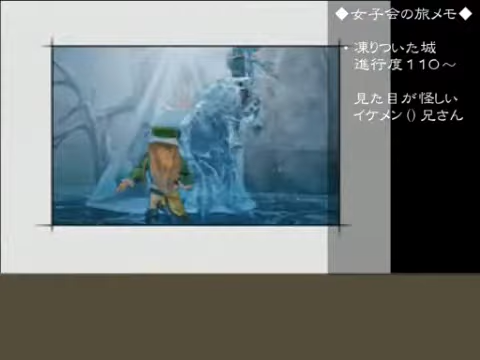 ◆女子会の旅メモ◆
・凍りついた城
進行度110～
見た目が怪しい
イケメン()兄さん